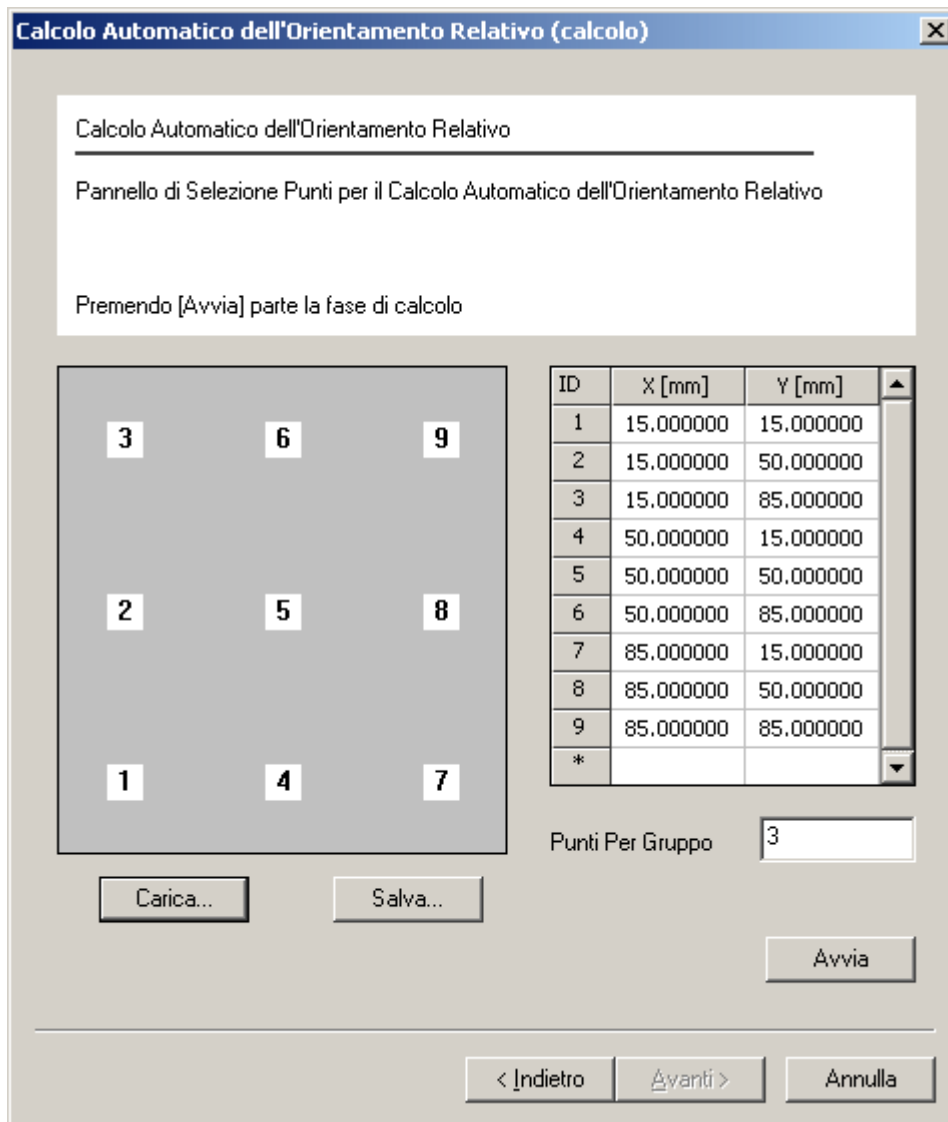 Calcolo Automatico dell'Orientamento Relativo (calcolo)
Calcolo Automatico dell'Orientamento Relativo
Pannello di Selezione Punti per il Calcolo Automatico dell'Orientamento Relativo
Premendo [Avvia] parte la fase di calcolo
3 6 9
2 5 8
1 4 7
ID X [mm] Y [mm]
1 15.000000 15.000000
2 15.000000 50.000000
3 15.000000 85.000000
4 50.000000 15.000000
5 50.000000 50.000000
6 50.000000 85.000000
7 85.000000 15.000000
8 85.000000 50.000000
9 85.000000 85.000000
*
Punti Per Gruppo 3
Carica... Salva...
Avvia
< Indietro Avanti > Annulla